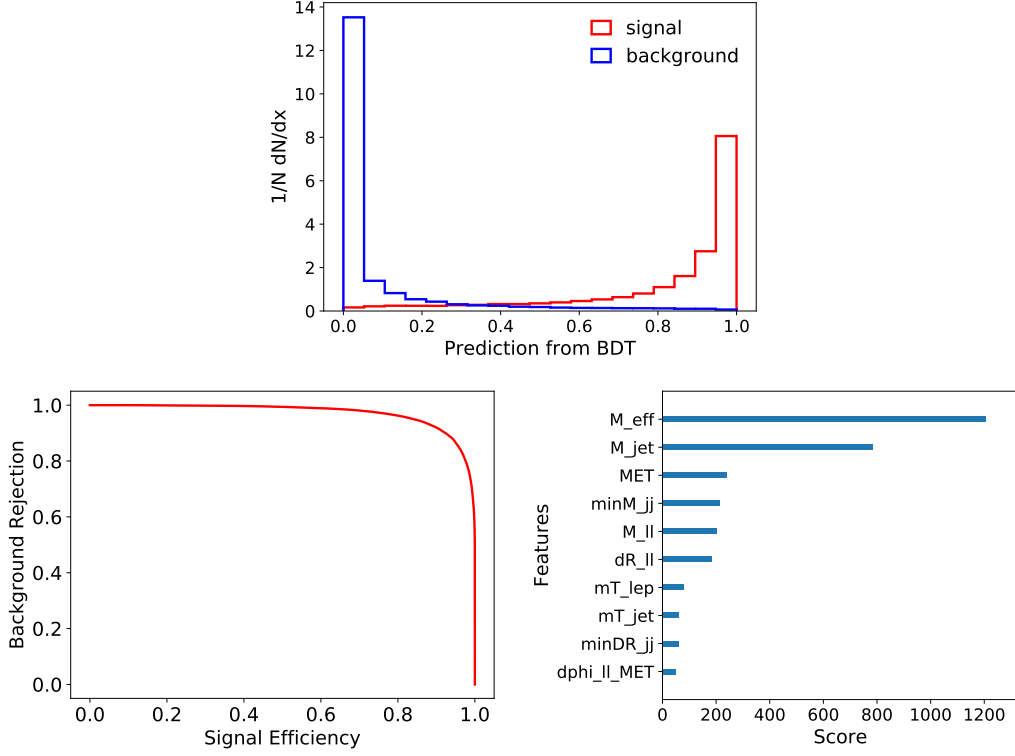 14
12
10
8
6
4
2
0
1/N dN/dx
signal
background
0.0 0.2 0.4 0.6 0.8 1.0
Prediction from BDT
1.0
0.8
0.6
0.4
0.2
0.0
Background Rejection
0.0 0.2 0.4 0.6 0.8 1.0
Signal Efficiency
Features
M_eff
M_jet
MET
minM_jj
M_ll
dR_ll
mT_lep
mT_jet
minDR_jj
dphi_ll_MET
0 200 400 600 800 1000 1200
Score